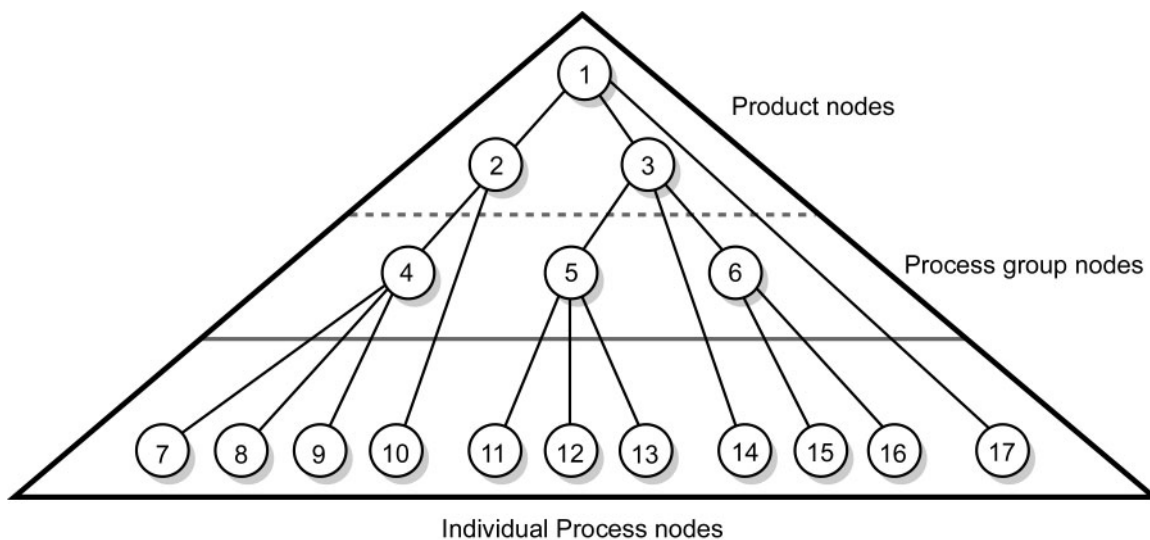 1
Product nodes
2 3
Process group nodes
4 5 6
7 8 9 10 11 12 13 14 15 16 17
Individual Process nodes